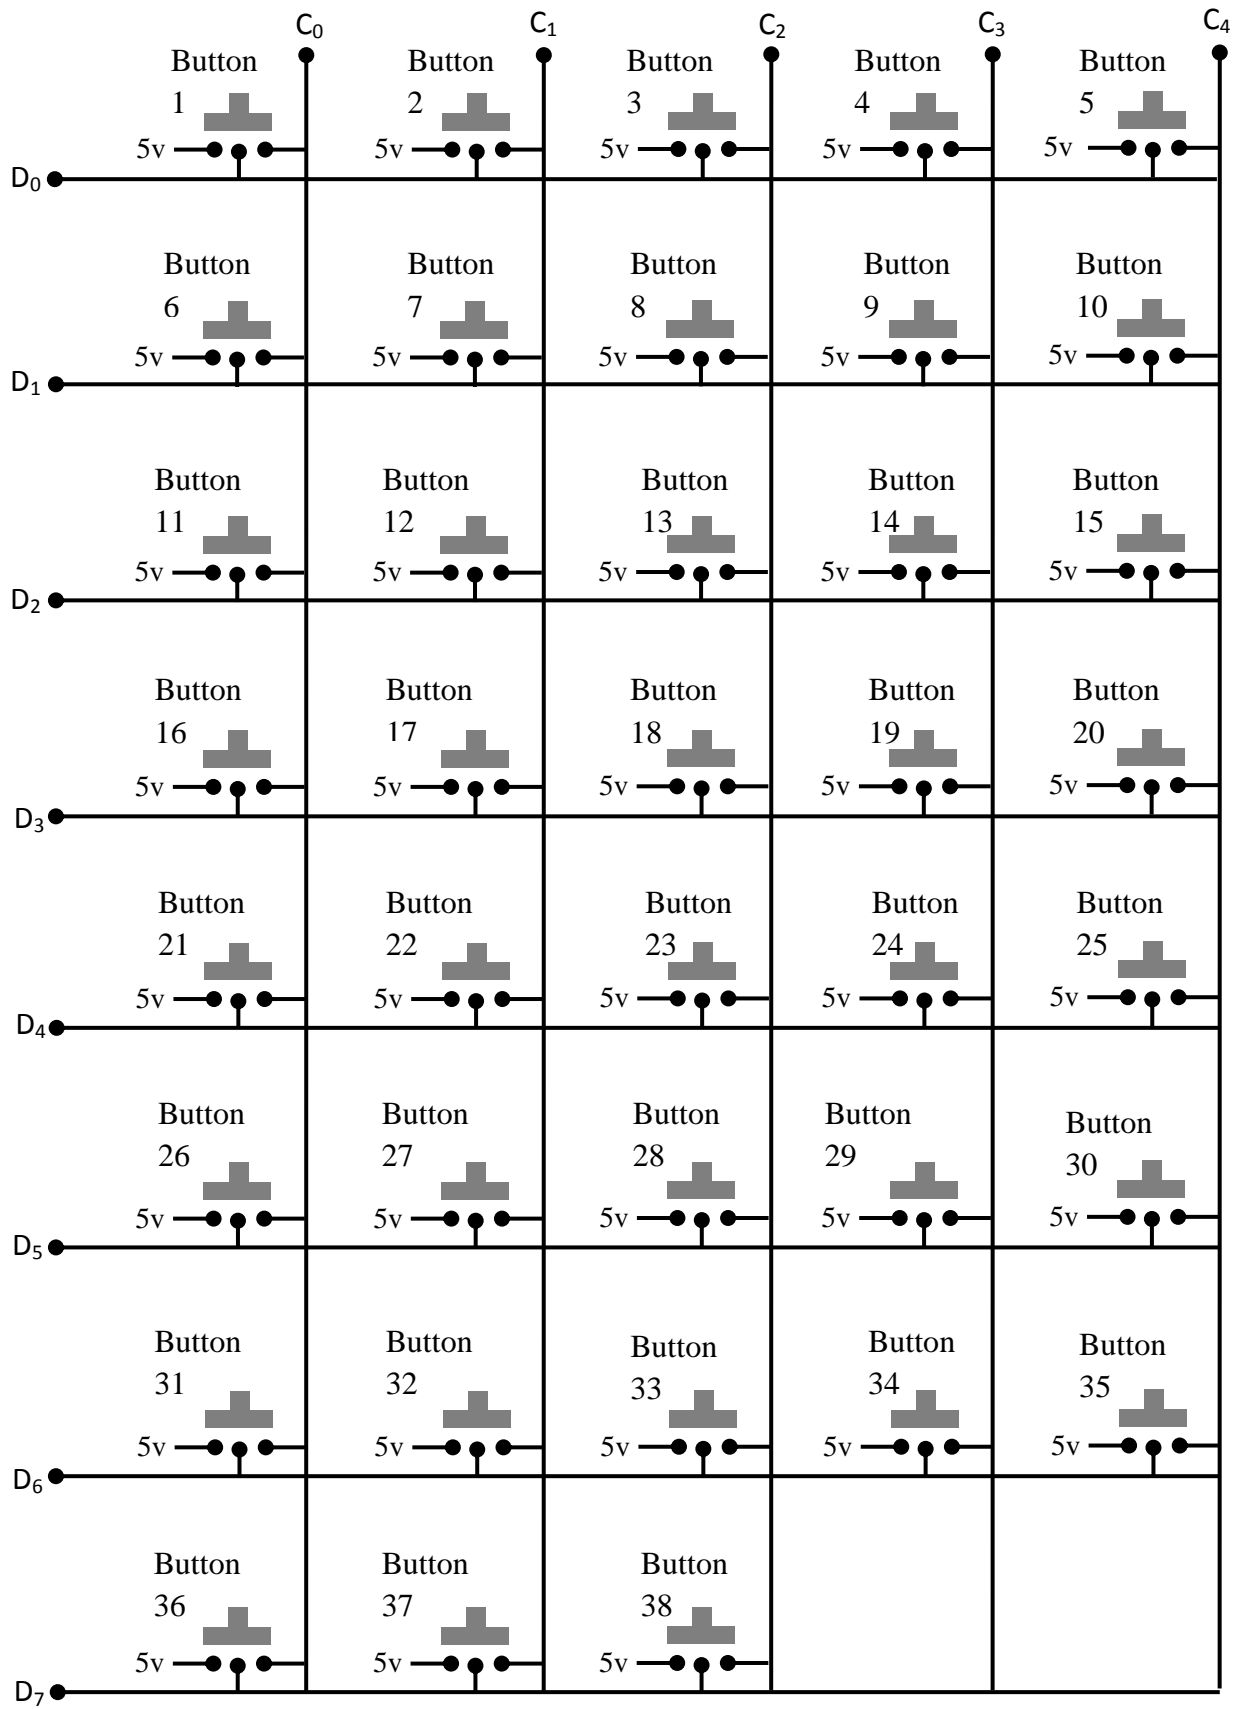 C₀ C₁ C₂ C₃ C₄
Button Button Button Button Button
1 2 3 4 5
5v 5v 5v 5v 5v
D₀
Button Button Button Button Button
6 7 8 9 10
5v 5v 5v 5v 5v
D₁
Button Button Button Button Button
11 12 13 14 15
5v 5v 5v 5v 5v
D₂
Button Button Button Button Button
16 17 18 19 20
5v 5v 5v 5v 5v
D₃
Button Button Button Button Button
21 22 23 24 25
5v 5v 5v 5v 5v
D₄
Button Button Button Button Button
26 27 28 29 30
5v 5v 5v 5v 5v
D₅
Button Button Button Button Button
31 32 33 34 35
5v 5v 5v 5v 5v
D₆
Button Button Button
36 37 38
5v 5v 5v
D₇